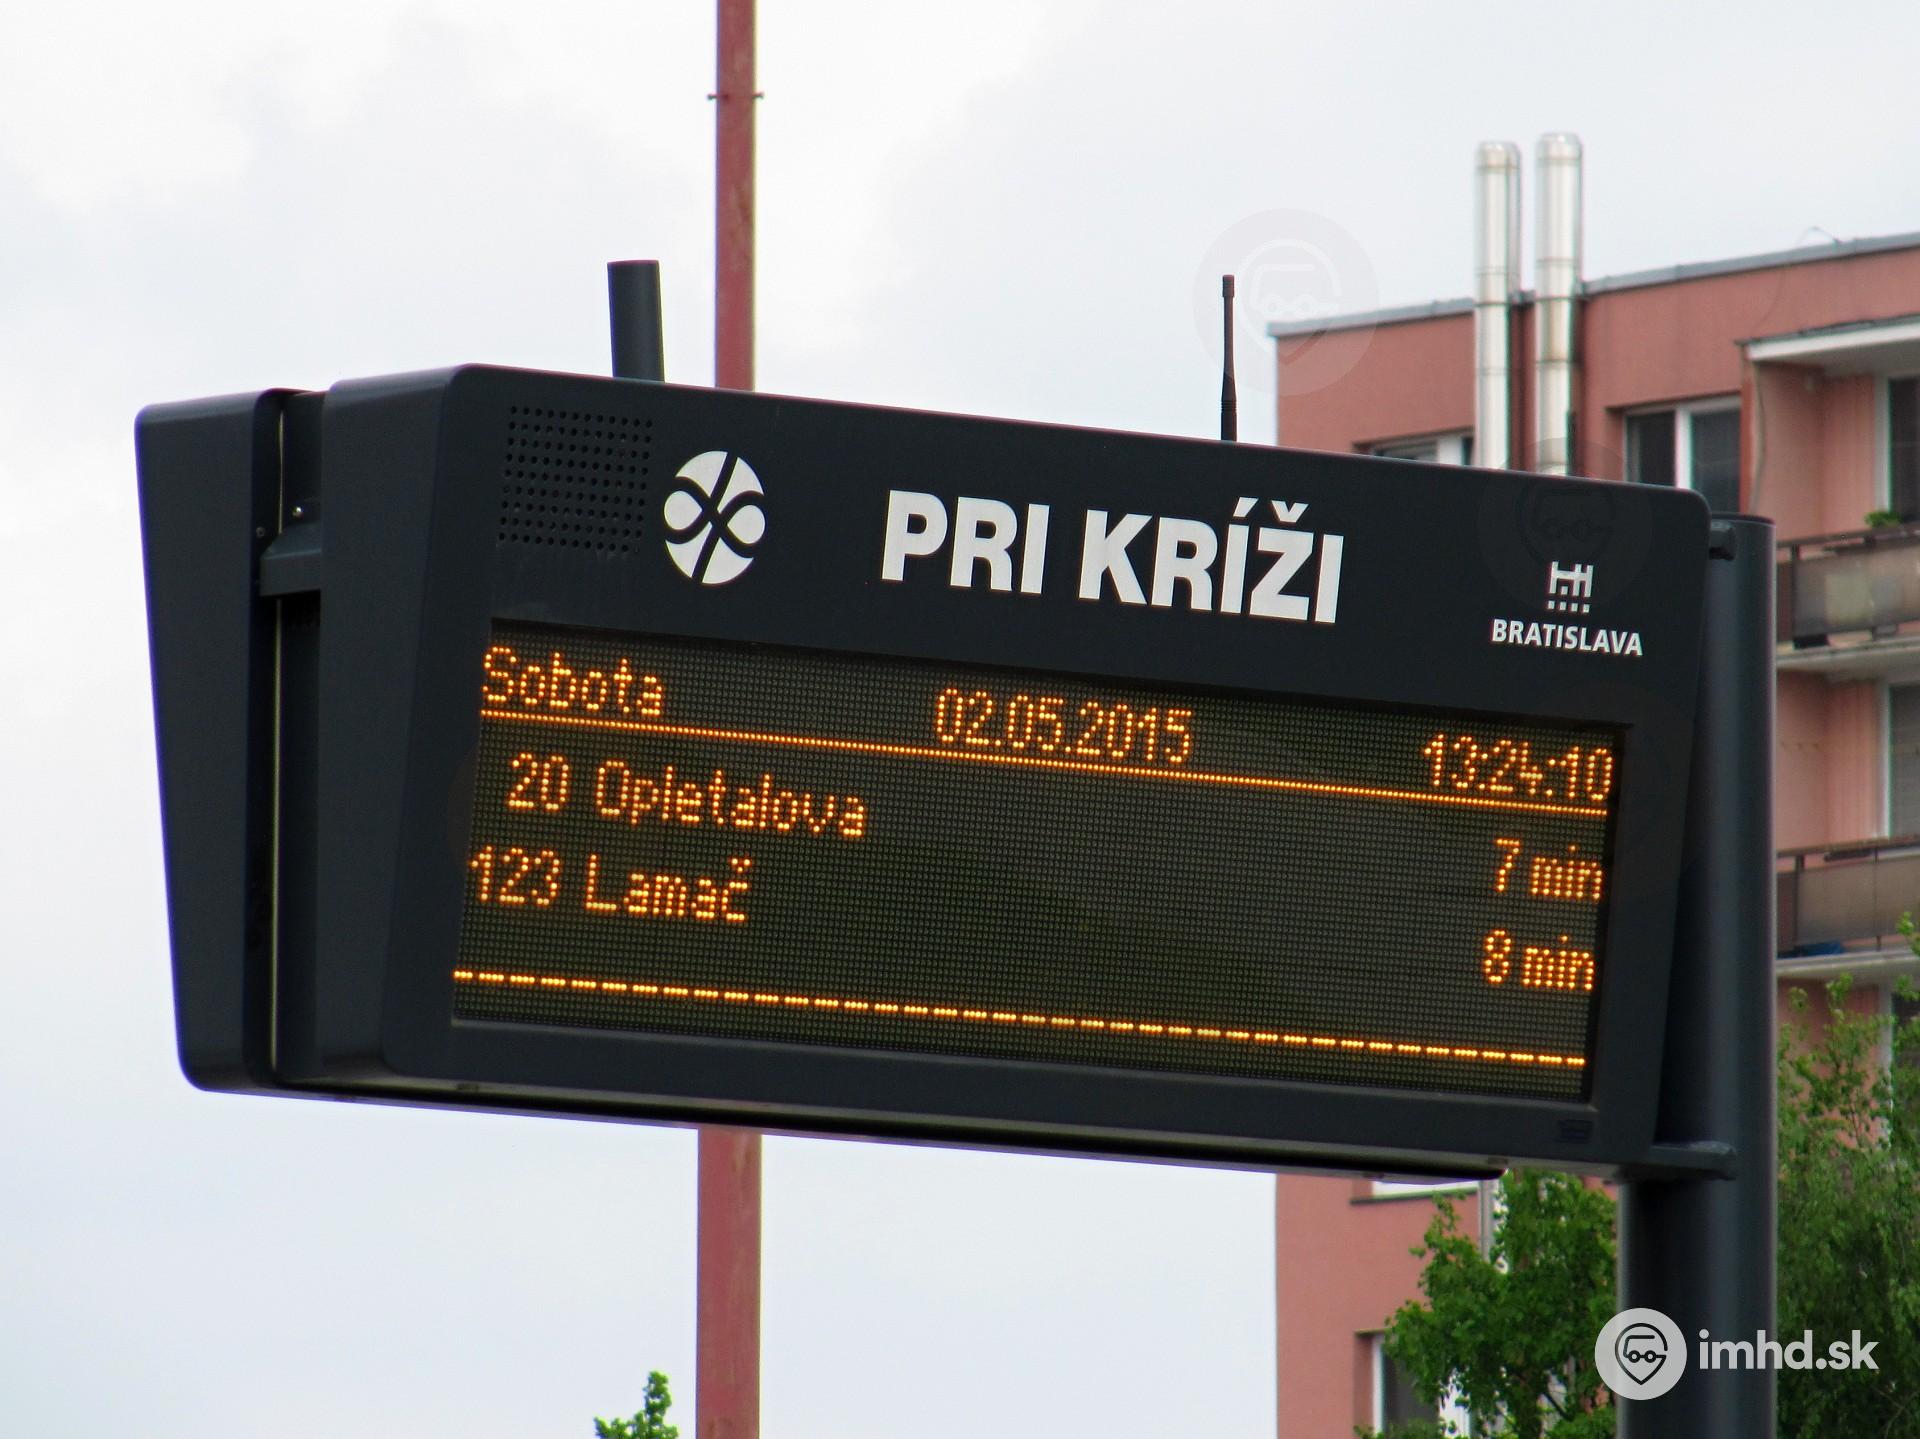 PRI KRÍŽI
BRATISLAVA
Sobota 02.05.2015 13:24:10
20 Opletalova 7 min
123 Lamač 8 min
imhd.sk